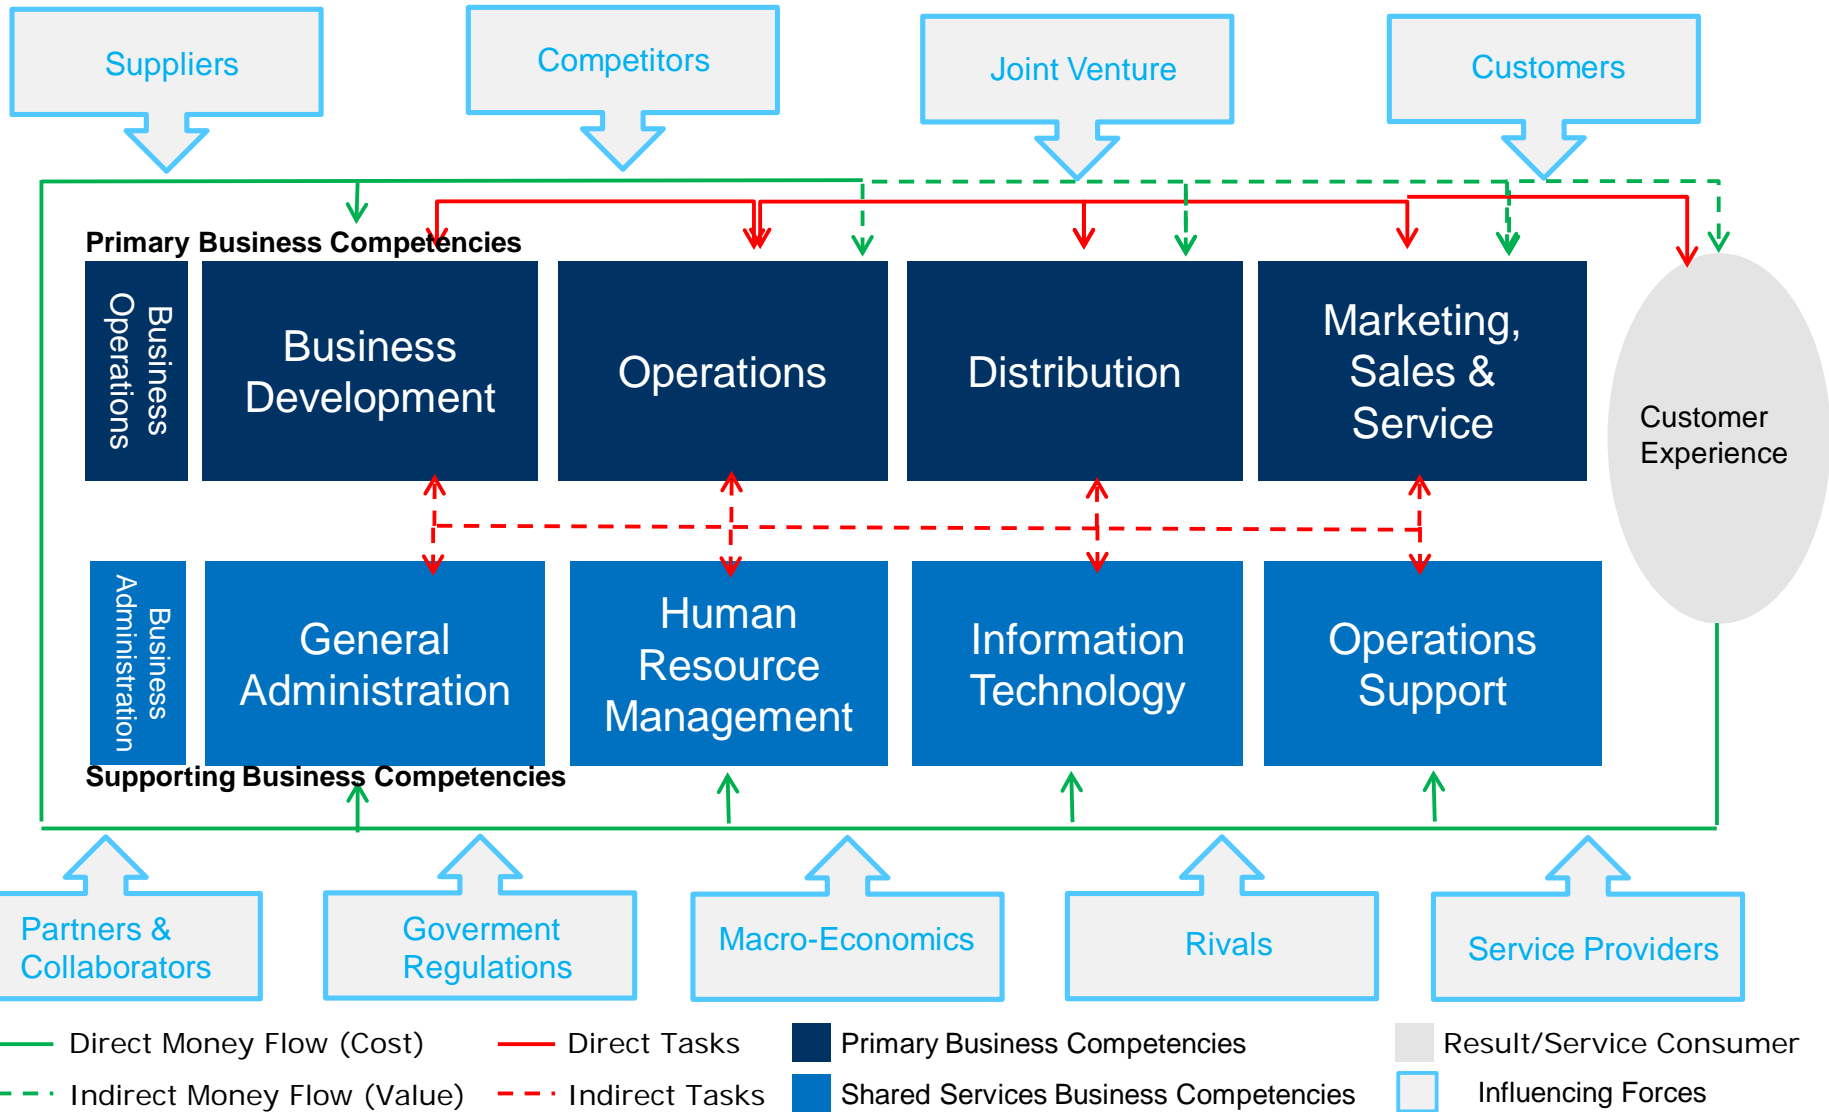 Suppliers
Competitors
Joint Venture
Customers
Primary Business Competencies
Business
Operations
Business
Development
Operations
Distribution
Marketing,
Sales &
Service
Customer
Experience
Business
Administration
General
Administration
Human
Resource
Management
Information
Technology
Operations
Support
Supporting Business Competencies
Partners &
Collaborators
Goverment
Regulations
Macro-Economics
Rivals
Service Providers
Direct Money Flow (Cost)
Direct Tasks
Primary Business Competencies
Result/Service Consumer
Indirect Money Flow (Value)
Indirect Tasks
Shared Services Business Competencies
Influencing Forces